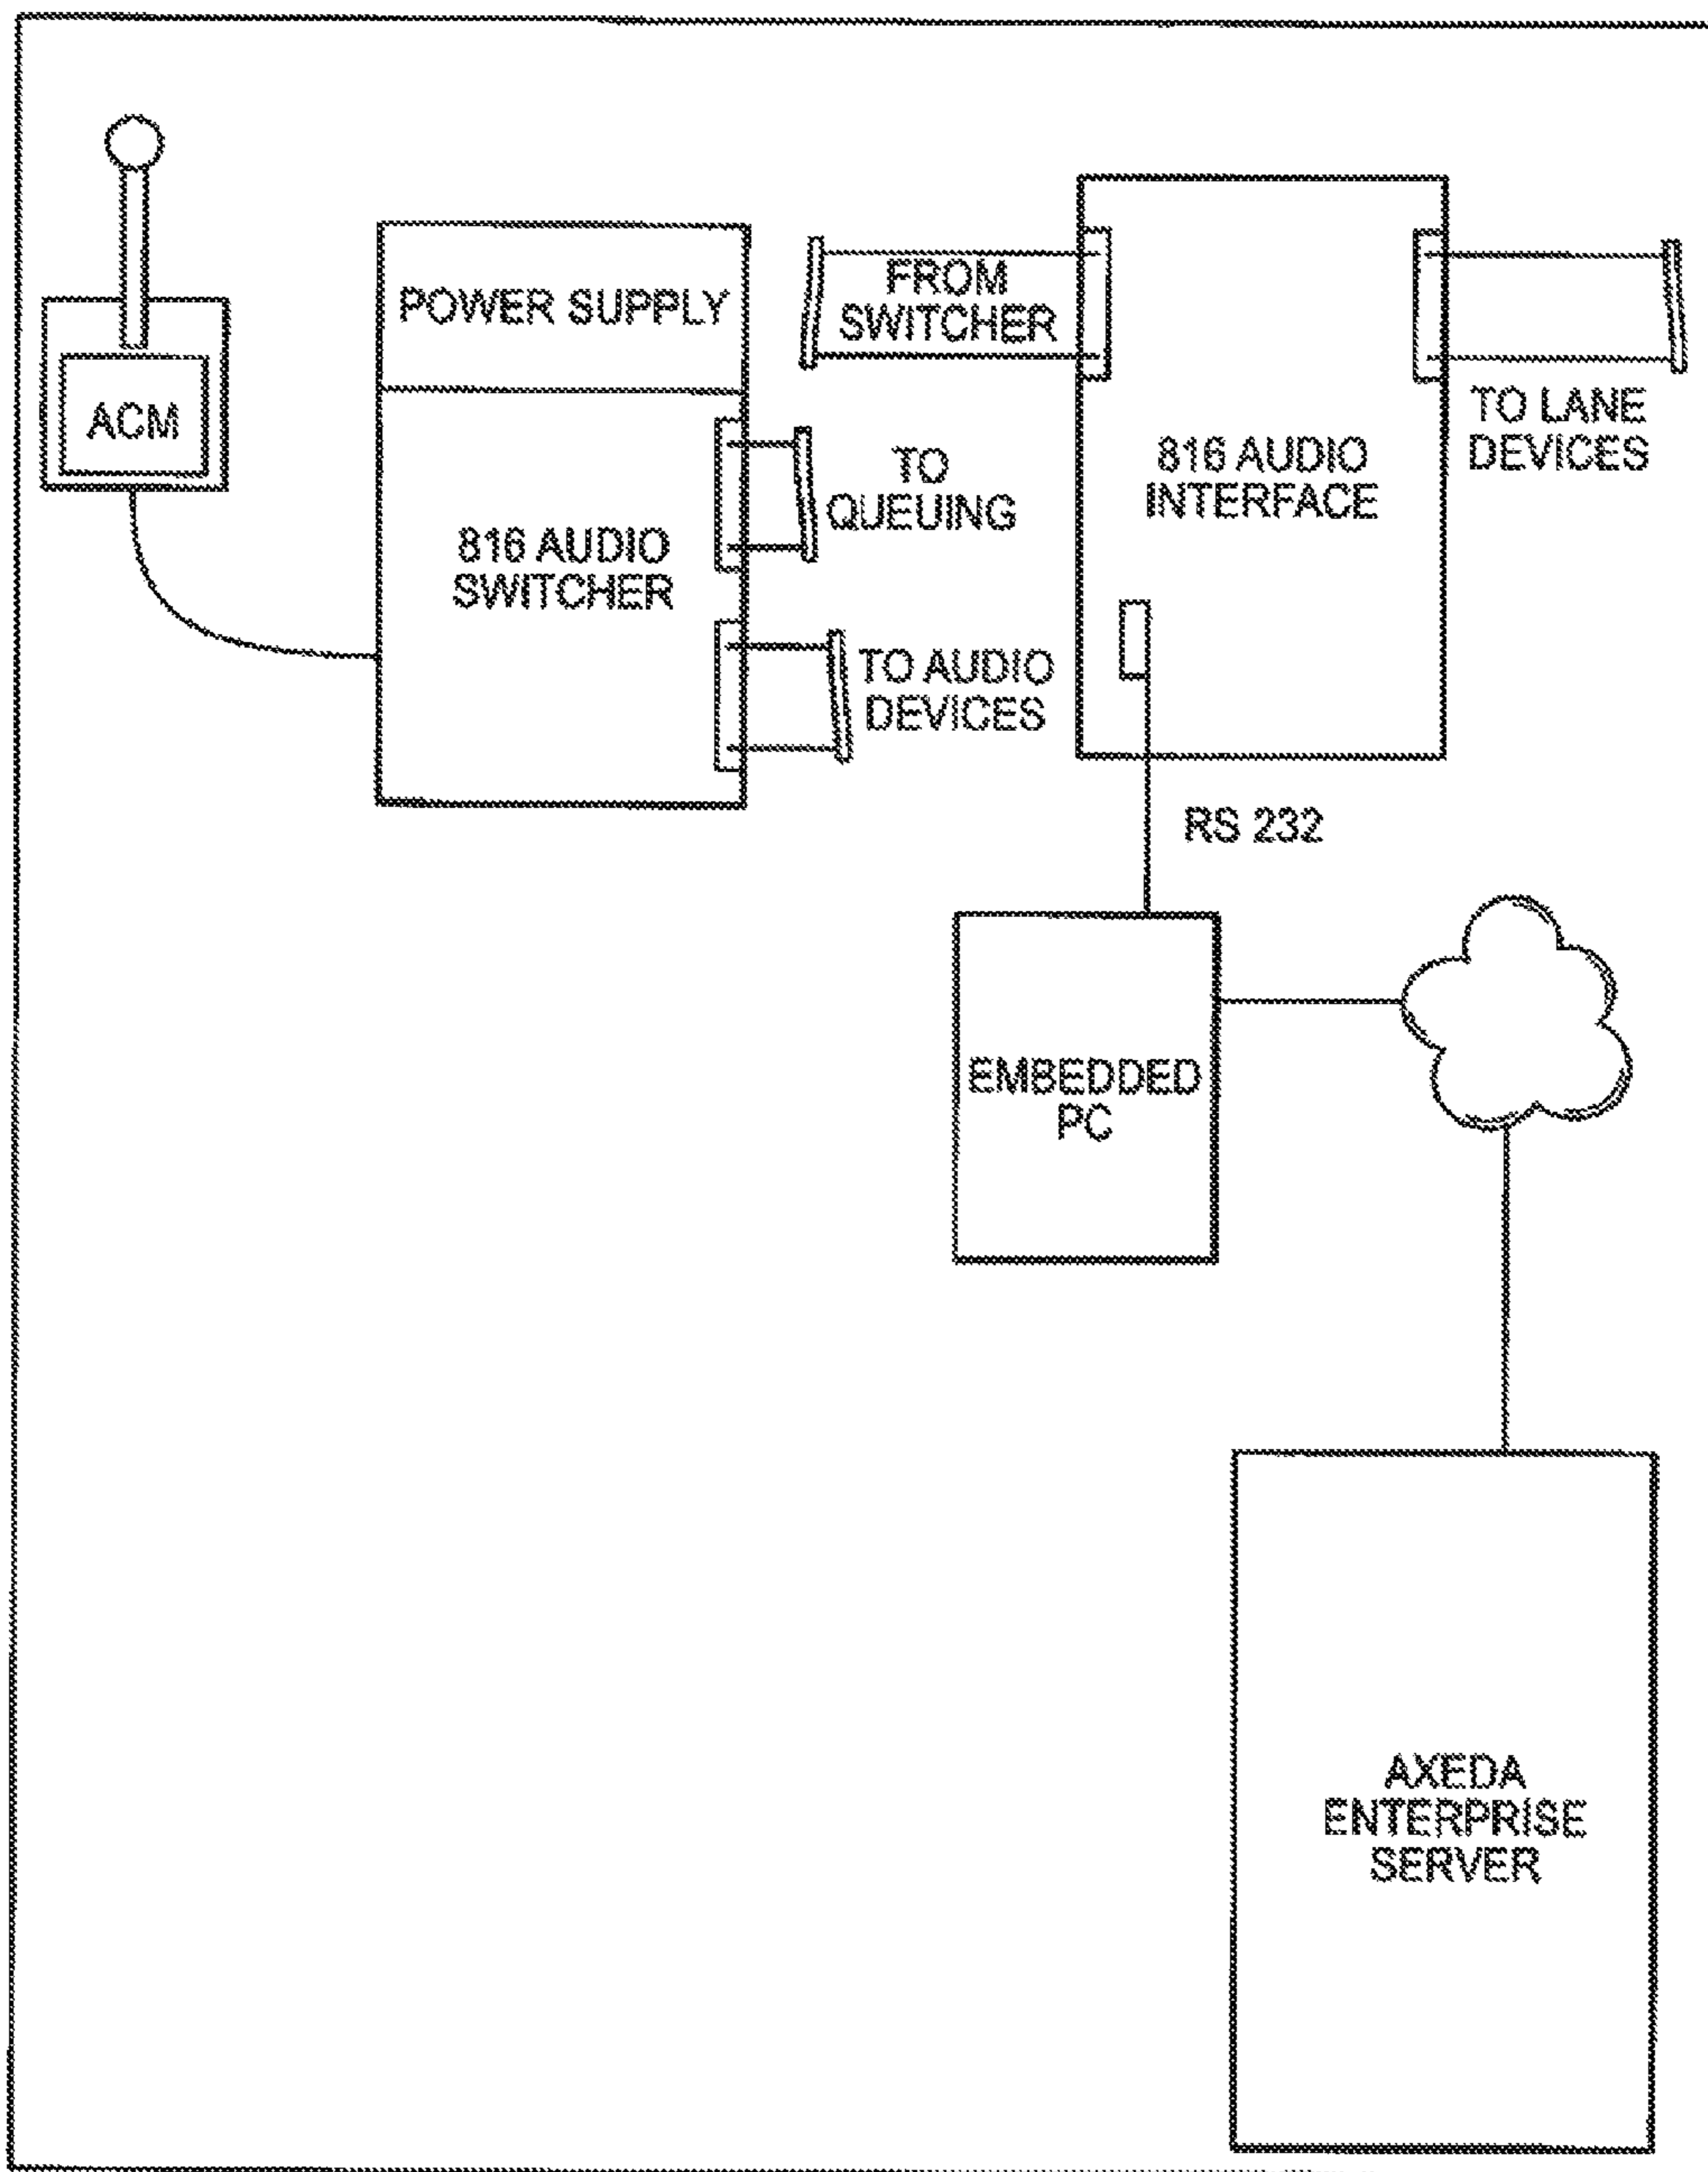 ACM
POWER SUPPLY
816 AUDIO
SWITCHER
TO
QUEUING
TO AUDIO
DEVICES
FROM
SWITCHER
816 AUDIO
INTERFACE
TO LANE
DEVICES
RS 232
EMBEDDED
PC
AXEDA
ENTERPRISE
SERVER